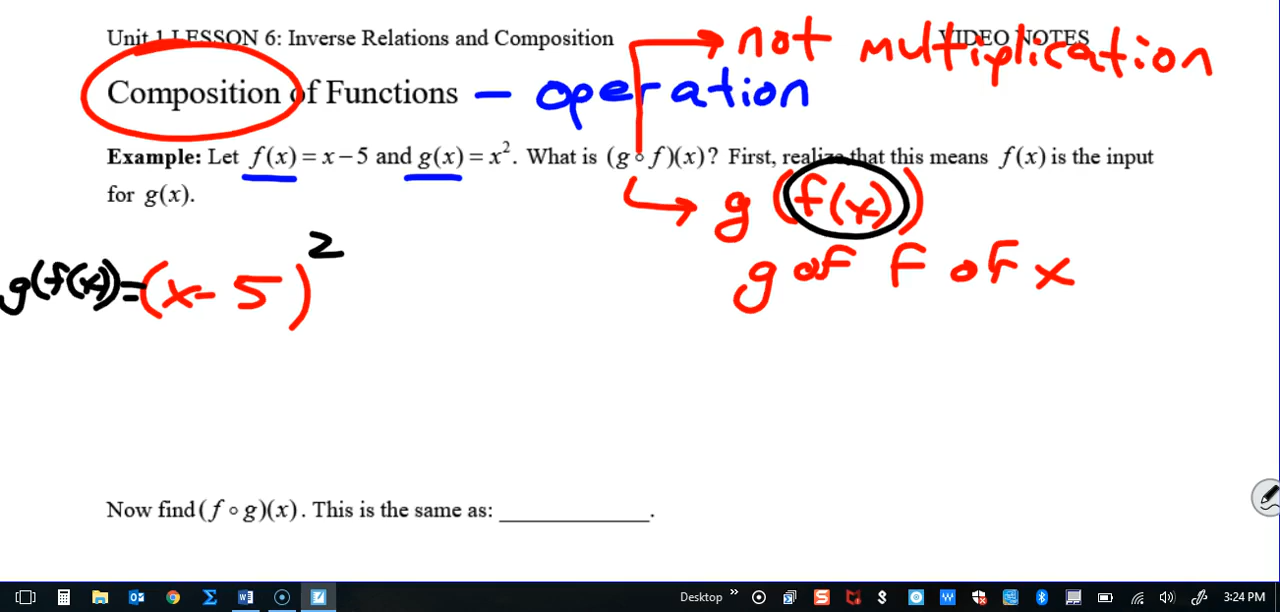 Unit 1 LESSON 6: Inverse Relations and Composition VIDEO NOTES
not multiplication
Composition of Functions - operation
Example: Let f(x) = x − 5 and g(x) = x². What is (g ∘ f)(x)? First, realize that this means f(x) is the input
for g(x).
g(f(x))
g of f of x
g(f(x)) = (x - 5)²
Now find (f ∘ g)(x). This is the same as: ____________.
Desktop
3:24 PM